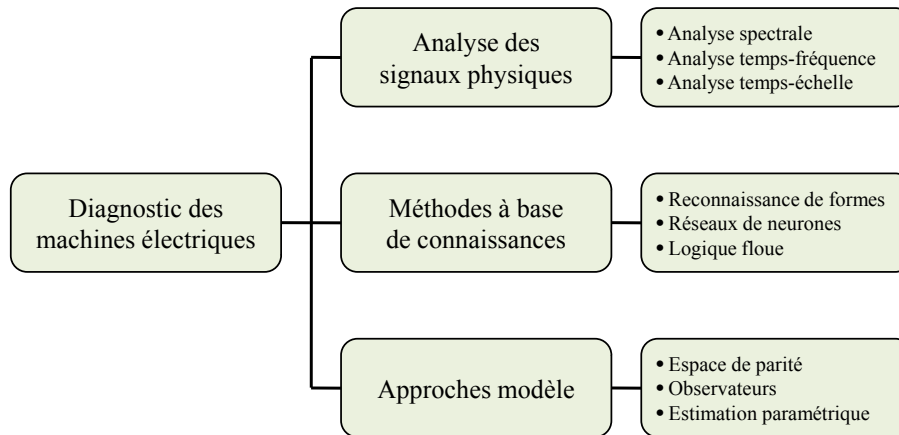 Diagnostic des
machines électriques
Analyse des
signaux physiques
• Analyse spectrale
• Analyse temps-fréquence
• Analyse temps-échelle
Méthodes à base
de connaissances
• Reconnaissance de formes
• Réseaux de neurones
• Logique floue
Approches modèle
• Espace de parité
• Observateurs
• Estimation paramétrique